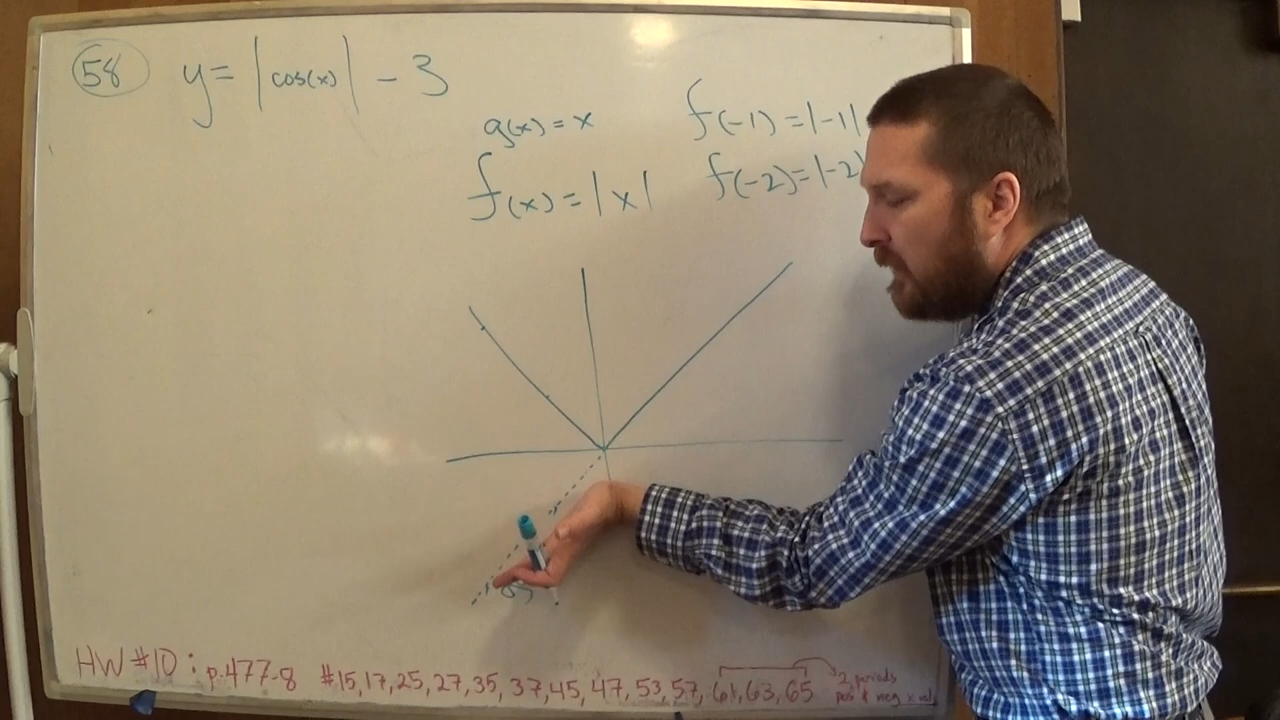 58 y = |cos(x)| - 3
g(x) = x
f(x) = |x|
f(-1) = |-1|
f(-2) = |-2|
HW #10: p.477-8 #15, 17, 25, 27, 35, 37, 45, 47, 53, 57, 61, 63, 65
2 periods
pos & neg x val